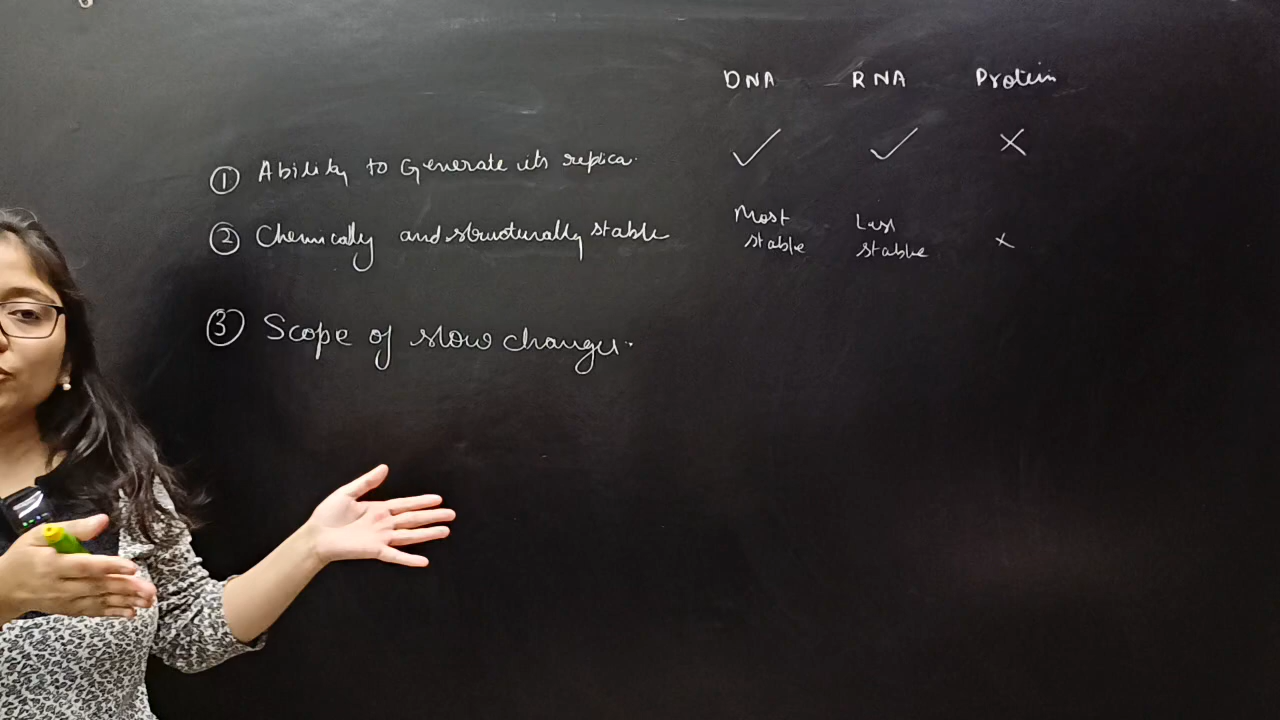 DNA RNA Protein
① Ability to Generate its replica. ✓ ✓ ✗
② Chemically and structurally stable Most stable Less stable ✗
③ Scope of slow changes.